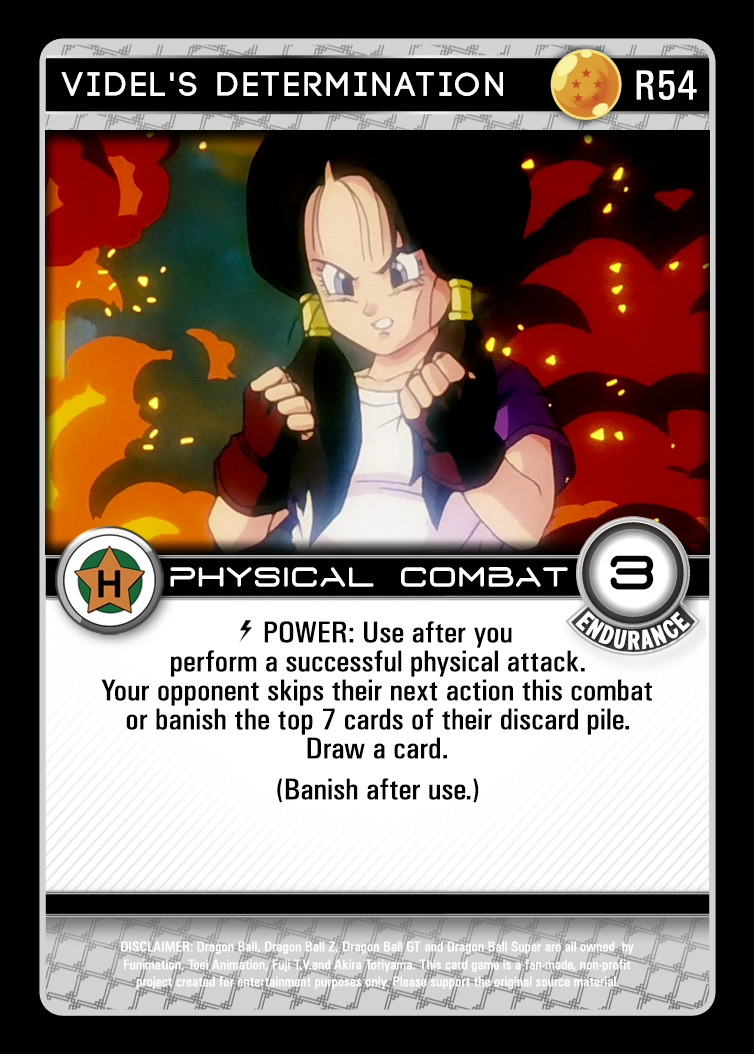 VIDEL'S DETERMINATION
R54
H
PHYSICAL COMBAT
3
ENDURANCE
POWER: Use after you
perform a successful physical attack.
Your opponent skips their next action this combat
or banish the top 7 cards of their discard pile.
Draw a card.
(Banish after use.)
DISCLAIMER: Dragon Ball, Dragon Ball Z, Dragon Ball GT and Dragon Ball Super are all owned by
Funimation, Toei Animation, Fuji T.V.and Akira Toriyama. This card game is a fan-made, non-profit
project created for entertainment purposes only. Please support the original source material.